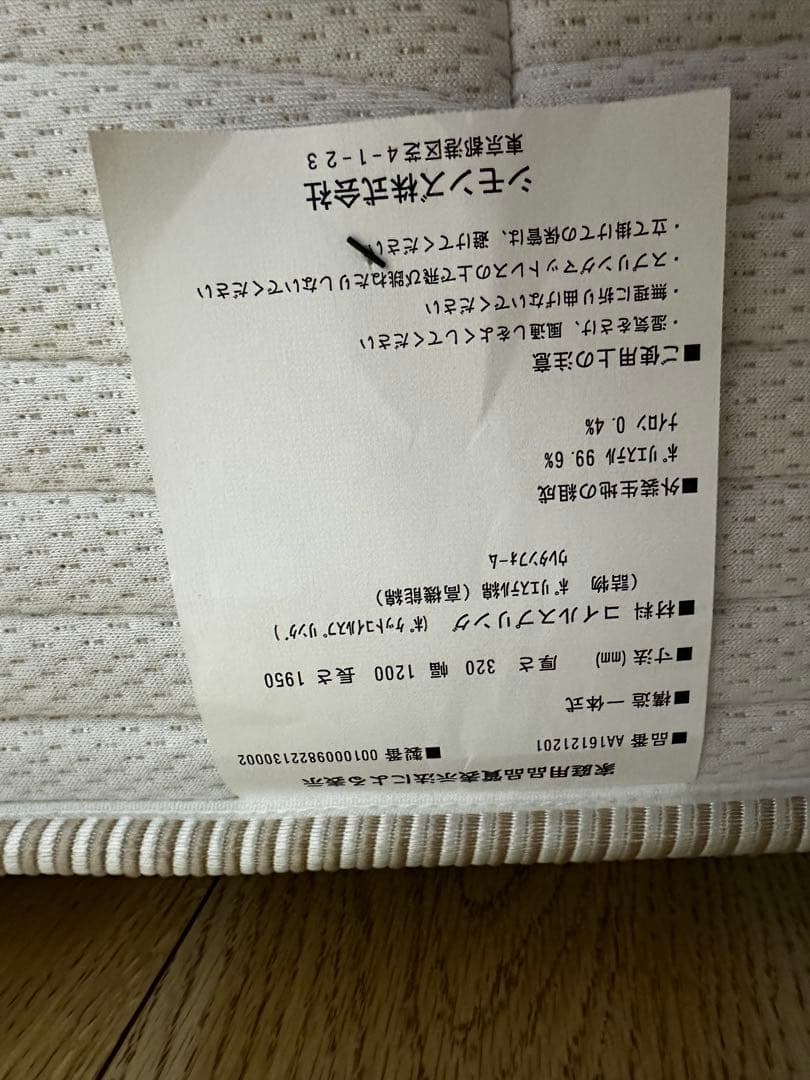 家庭用品品質表示法による表示
■品番 AA16121201 ■製番 0010009822130002
■構造 一体式
■寸法(mm) 厚さ 320 幅 1200 長さ 1950
■材料 コイルスプリング (ﾎﾟｹｯﾄｺｲﾙｽﾌﾟﾘﾝｸﾞ)
(詰物 ﾎﾟﾘｴｽﾃﾙ綿(高機能綿)
ｳﾚﾀﾝﾌｫｰﾑ
■外装生地の組成
ﾎﾟﾘｴｽﾃﾙ 99.6%
ﾅｲﾛﾝ 0.4%
■ご使用上の注意
・湿気をさけ、風通しをよくしてください
・無理に折り曲げないでください
・スプリングマットレスの上で飛び跳ねたりしないでください
・立て掛けての保管は、避けてください
シモンズ株式会社
東京都港区芝4-1-23